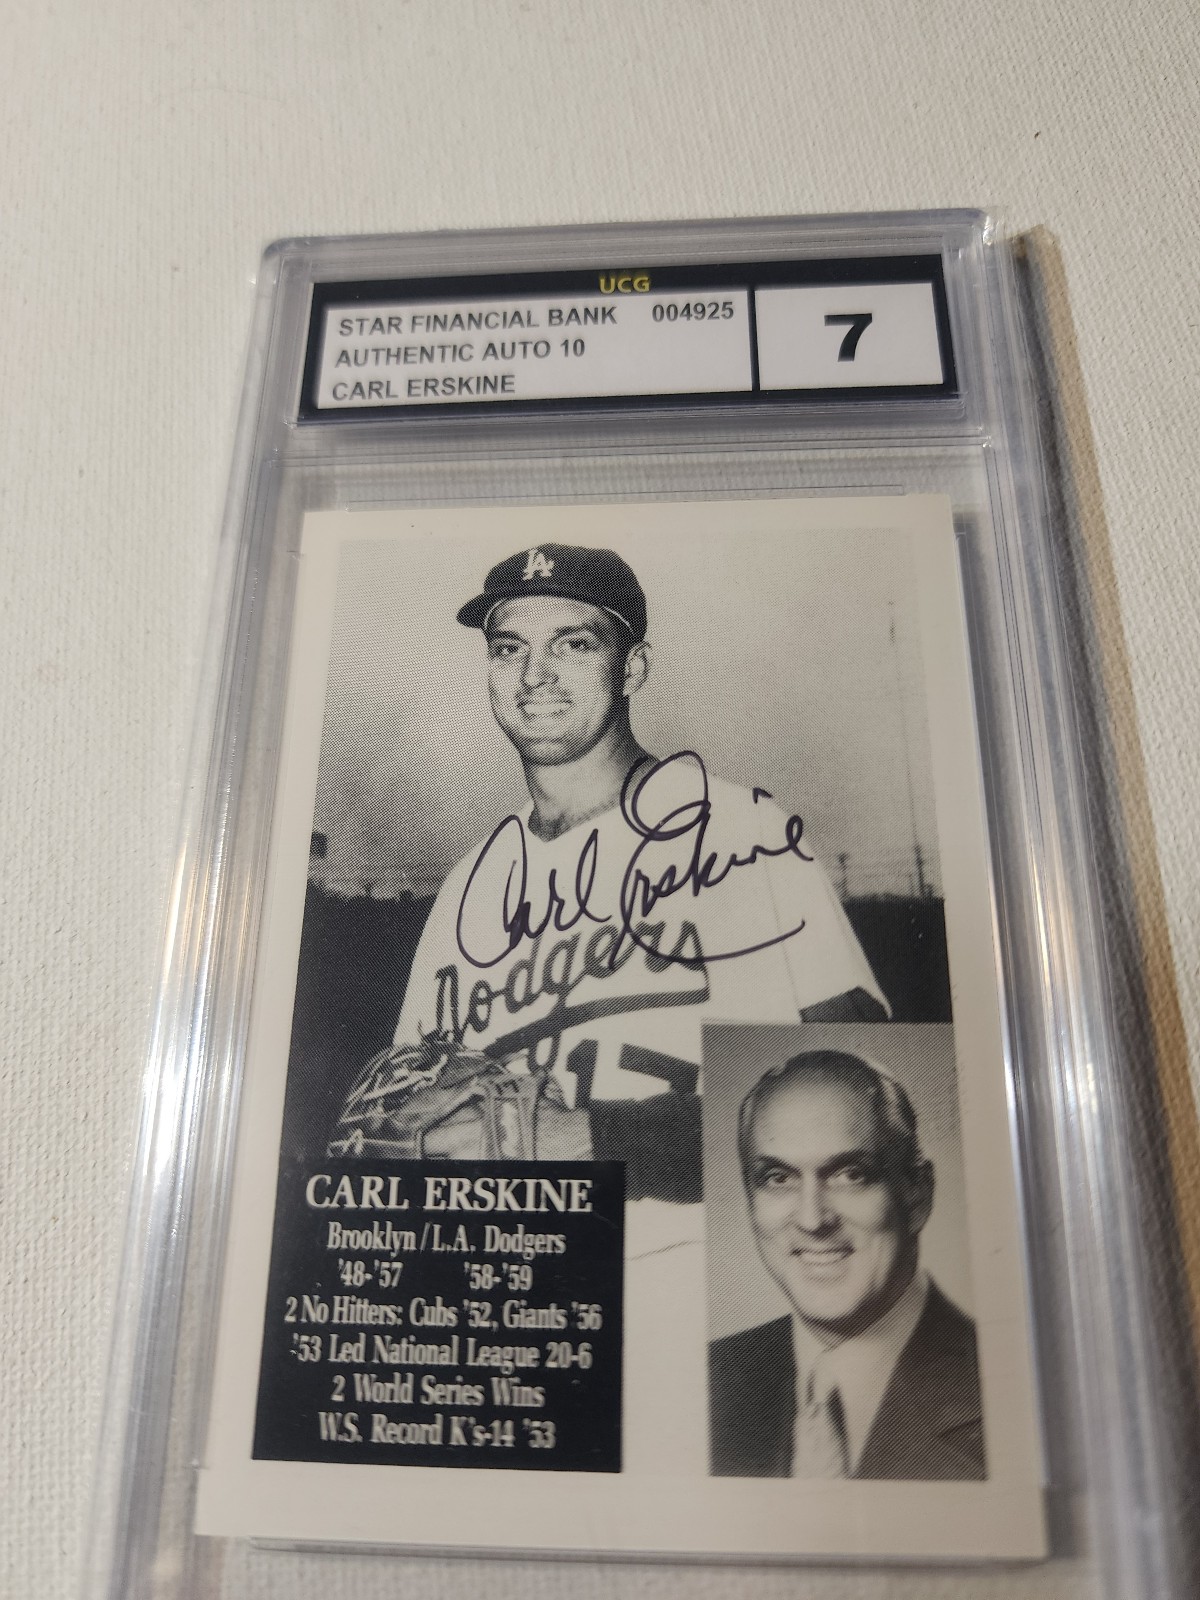 UCG
STAR FINANCIAL BANK 004925
AUTHENTIC AUTO 10
CARL ERSKINE
7
LA
Carl Erskine
Dodgers
17
CARL ERSKINE
Brooklyn/L.A. Dodgers
'48-'57 '58-'59
2 No Hitters: Cubs '52, Giants '56
'53 Led National League 20-6
2 World Series Wins
W.S. Record K's-14 '53